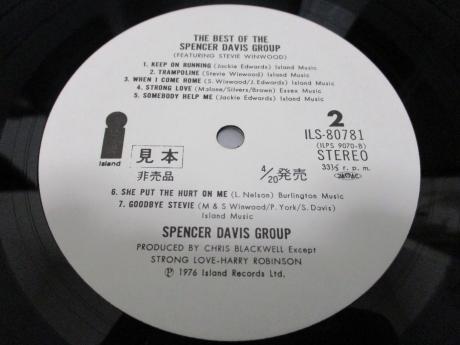 THE BEST OF THE
SPENCER DAVIS GROUP
(FEATURING STEVIE WINWOOD)
1. KEEP ON RUNNING (Jackie Edwards) Island Music
2. TRAMPOLINE (Stevie Winwood) Island Music
3. WHEN I COME HOME (S. Winwood/J. Edwards) Island Music
4. STRONG LOVE (Malone/Silvers/Brown) Essex Music
5. SOMEBODY HELP ME (Jackie Edwards) Island Music
2
ILS-80781
(ILPS 9070-B)
STEREO
33⅓ r.p.m.
island
見本
非売品
4/20発売
6. SHE PUT THE HURT ON ME (L. Nelson) Burlington Music
7. GOODBYE STEVIE (M & S Winwood/P. York/S. Davis)
Island Music
SPENCER DAVIS GROUP
PRODUCED BY CHRIS BLACKWELL Except
STRONG LOVE-HARRY ROBINSON
Ⓟ 1976 Island Records Ltd.